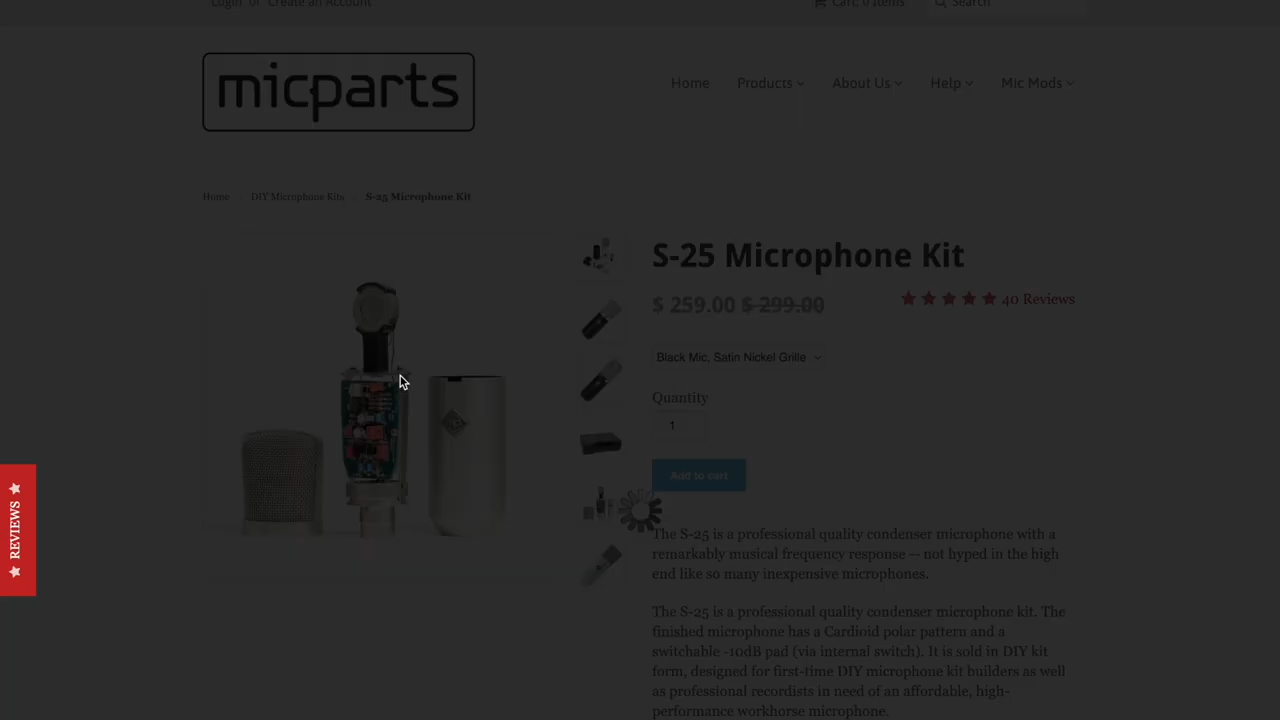 Login or Create an Account
Cart: 0 Items
Search
micparts
Home
Products
About Us
Help
Mic Mods
Home
DIY Microphone Kits
S-25 Microphone Kit
S-25 Microphone Kit
$ 259.00 $ 299.00
40 Reviews
Black Mic, Satin Nickel Grille
Quantity
1
Add to cart
The S-25 is a professional quality condenser microphone with a
remarkably musical frequency response — not hyped in the high
end like so many inexpensive microphones.
The S-25 is a professional quality condenser microphone kit. The
finished microphone has a Cardioid polar pattern and a
switchable -10dB pad (via internal switch). It is sold in DIY kit
form, designed for first-time DIY microphone kit builders as well
as professional recordists in need of an affordable, high-
performance workhorse microphone.
REVIEWS